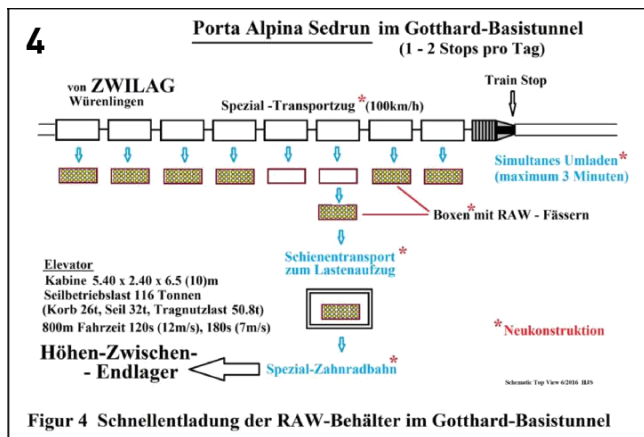 4
Porta Alpina Sedrun im Gotthard-Basistunnel
(1 - 2 Stops pro Tag)
von ZWILAG
Würenlingen
Spezial -Transportzug * (100km/h)
Train Stop
Simultanes Umladen*
(maximum 3 Minuten)
Boxen* mit RAW - Fässern
Schienentransport *
zum Lastenaufzug
Elevator
Kabine 5.40 x 2.40 x 6.5 (10)m
Seilbetriebslast 116 Tonnen
(Korb 26t, Seil 32t, Tragnutzlast 50.8t)
800m Fahrzeit 120s (12m/s), 180s (7m/s)
*Neukonstruktion
Höhen-Zwischen-
- Endlager
Spezial-Zahnradbahn*
Schematic Top View 6/2016 HJS
Figur 4 Schnellentladung der RAW-Behälter im Gotthard-Basistunnel